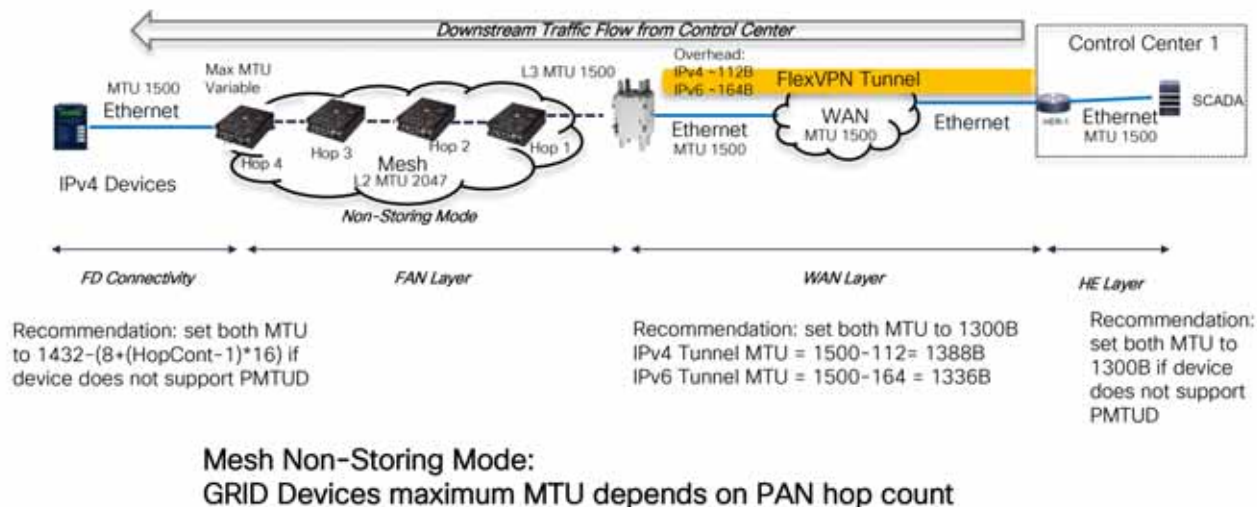 Downstream Traffic Flow from Control Center
Control Center 1
Overhead:
IPv4 ~112B
IPv6 ~164B
FlexVPN Tunnel
Max MTU
Variable
L3 MTU 1500
MTU 1500
Ethernet
SCADA
WAN
MTU 1500
Ethernet
HER-1
Ethernet
MTU 1500
Ethernet
MTU 1500
Hop 4
Hop 3
Hop 2
Hop 1
Mesh
L2 MTU 2047
IPv4 Devices
Non-Storing Mode
FD Connectivity
FAN Layer
WAN Layer
HE Layer
Recommendation: set both MTU
to 1432-(8+(HopCont-1)*16) if
device does not support PMTUD
Recommendation: set both MTU to 1300B
IPv4 Tunnel MTU = 1500-112= 1388B
IPv6 Tunnel MTU = 1500-164 = 1336B
Recommendation:
set both MTU to
1300B if device
does not support
PMTUD
Mesh Non-Storing Mode:
GRID Devices maximum MTU depends on PAN hop count